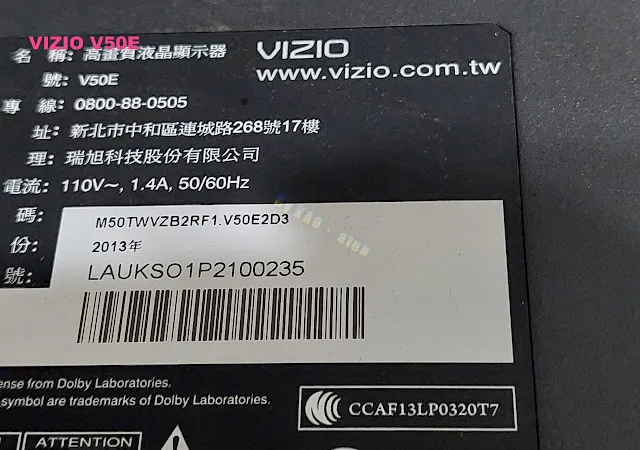 VIZIO V50E
名 稱: 高畫質液晶顯示器
VIZIO
www.vizio.com.tw
號: V50E
專 線: 0800-88-0505
址: 新北市中和區連城路268號17樓
理: 瑞旭科技股份有限公司
電流: 110V~, 1.4A, 50/60Hz
碼:
M50TWVZB2RF1.V50E2D3
份:
2013年
號:
LAUKSO1P2100235
ense from Dolby Laboratories.
symbol are trademarks of Dolby Laboratories.
CCAF13LP0320T7
ATTENTION